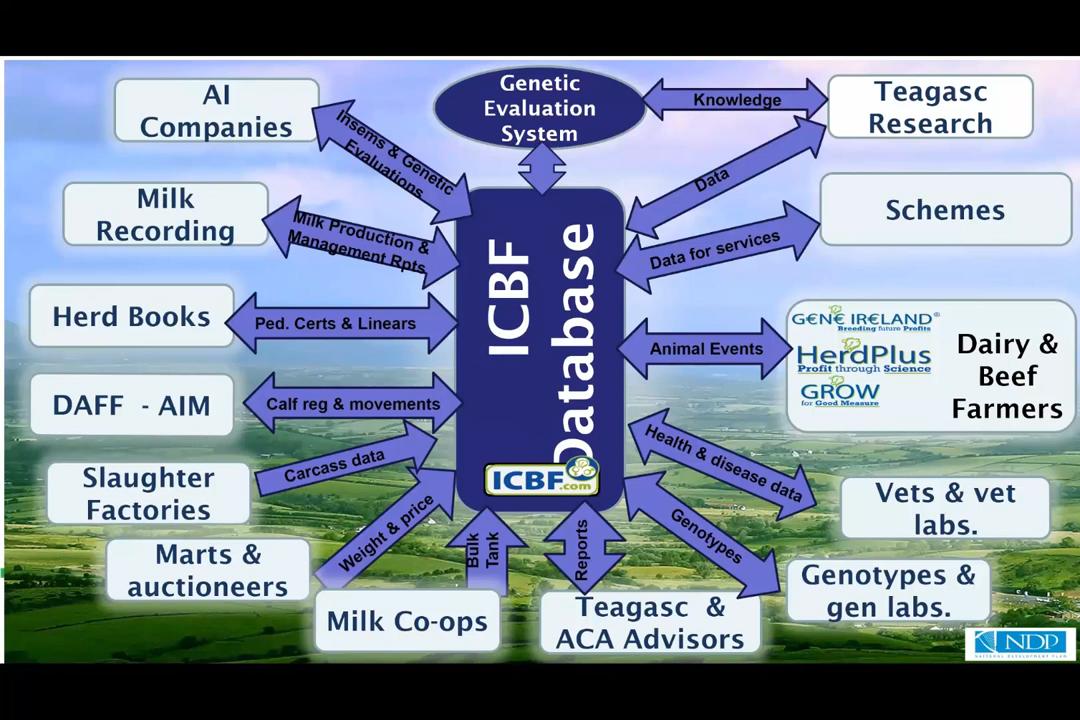 Genetic
Evaluation
System
AI
Companies
Insems & Genetic
Evaluations
Knowledge
Teagasc
Research
Data
Milk
Recording
Milk Production &
Management Rpts
Data for services
Schemes
ICBF
Database
Herd Books
Ped. Certs & Linears
Animal Events
GENE IRELAND®
Breeding future Profits
HerdPlus
Profit through Science
GROW
for Good Measure
Dairy &
Beef
Farmers
DAFF - AIM
Calf reg & movements
Slaughter
Factories
Carcass data
Health & disease data
Vets & vet
labs.
ICBF
.com
Marts &
auctioneers
Weight & price
Genotypes
Genotypes &
gen labs.
Bulk
Tank
Reports
Milk Co-ops
Teagasc &
ACA Advisors
NDP
NATIONAL DEVELOPMENT PLAN